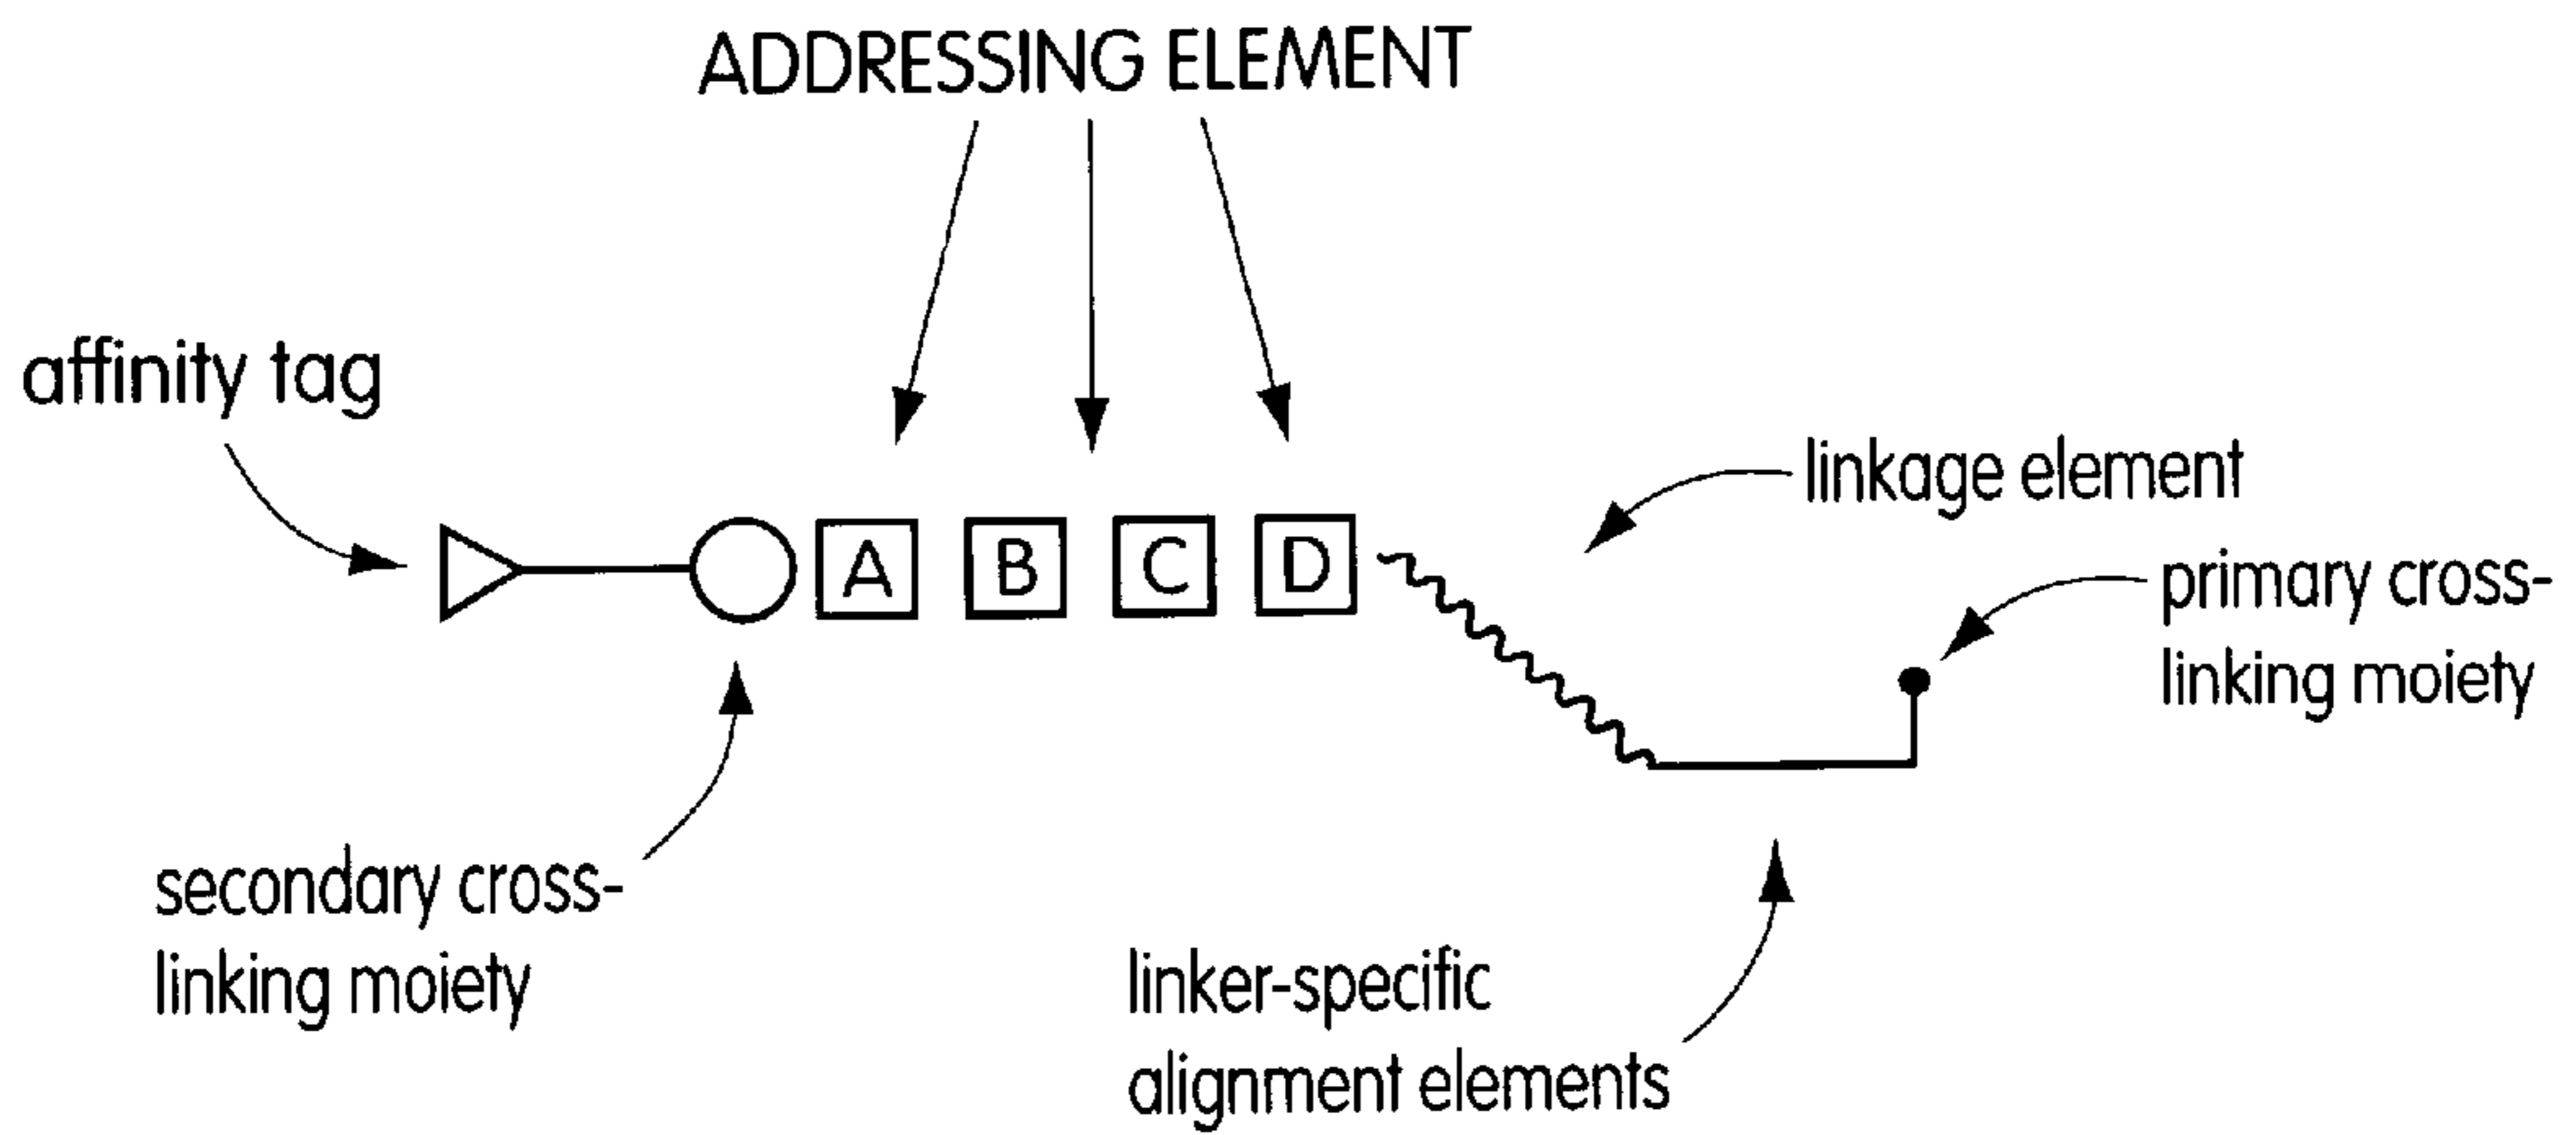 ADDRESSING ELEMENT
affinity tag
linkage element
A B C D
primary cross-
linking moiety
secondary cross-
linking moiety
linker-specific
alignment elements